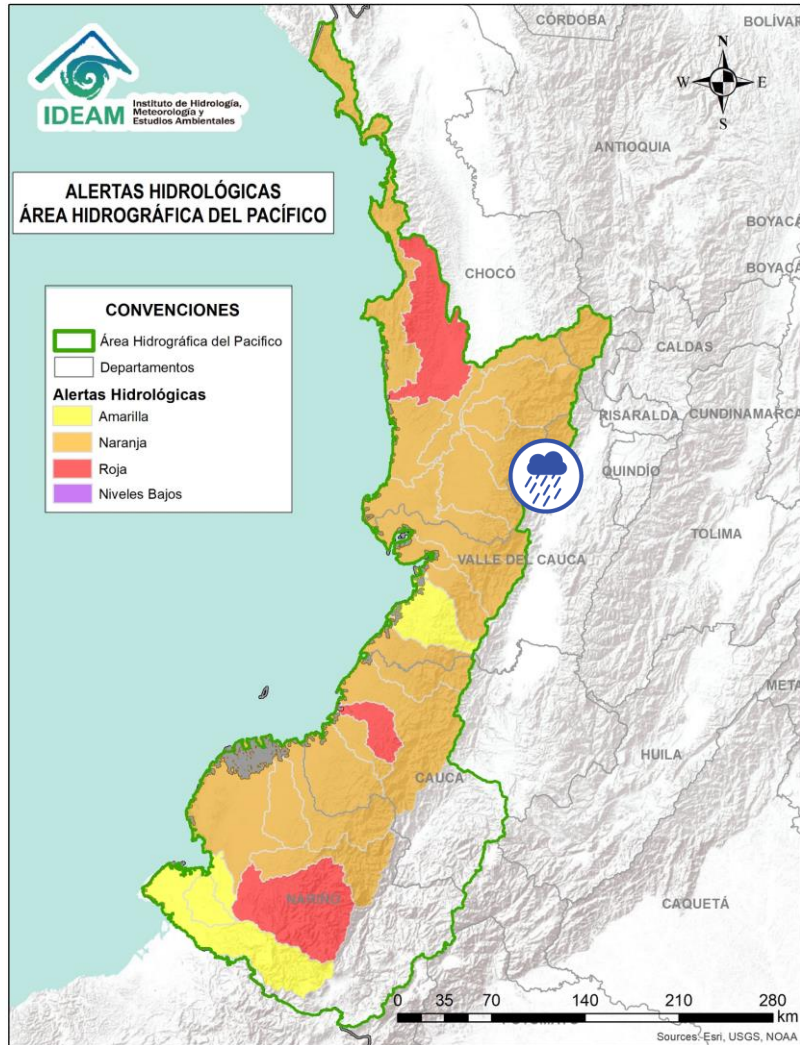 IDEAM
Instituto de Hidrología,
Meteorología y
Estudios Ambientales
ALERTAS HIDROLÓGICAS
ÁREA HIDROGRÁFICA DEL PACÍFICO
CONVENCIONES
Área Hidrográfica del Pacifico
Departamentos
Alertas Hidrológicas
Amarilla
Naranja
Roja
Niveles Bajos
N
W E
S
CÓRDOBA
BOLÍVAR
ANTIOQUIA
BOYACÁ
BOYACÁ
CHOCÓ
CALDAS
RISARALDA
CUNDINAMARCA
QUINDÍO
TOLIMA
VALLE DEL CAUCA
META
HUILA
CAUCA
NARIÑO
CAQUETÁ
0 35 70 140 210 280
km
Sources: Esri, USGS, NOAA